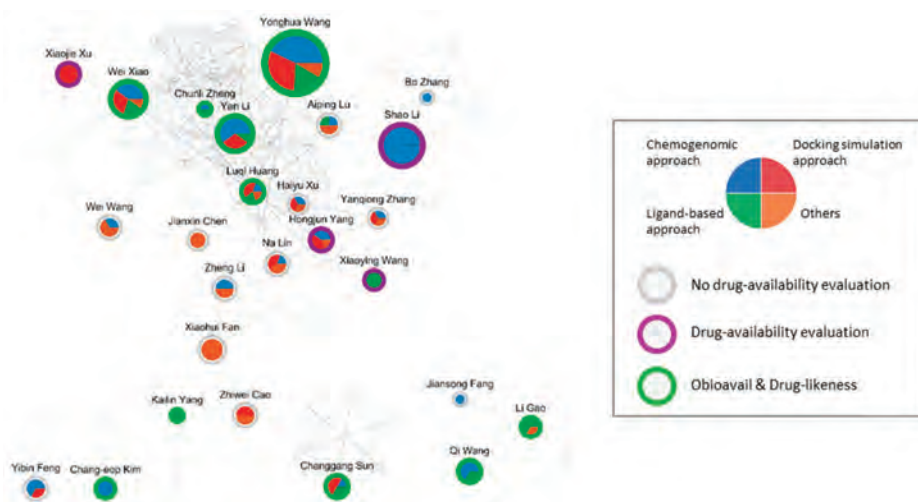 Yonghua Wang
Xiaojie Xu
Wei Xiao
Bo Zhang
Chunli Zheng
Yan Li
Aiping Lu
Shao Li
Luqi Huang
Haiyu Xu
Yanqiong Zhang
Wei Wang
Jianxin Chen
Hongjun Yang
Na Lin
Xiaoying Wang
Zheng Li
Xiaohui Fan
Kailin Yang
Zhiwei Cao
Jiansong Fang
Li Gao
Qi Wang
Yibin Feng
Chang-eop Kim
Changgang Sun
Chemogenomic
approach
Docking simulation
approach
Ligand-based
approach
Others
No drug-availability evaluation
Drug-availability evaluation
Obioavail & Drug-likeness